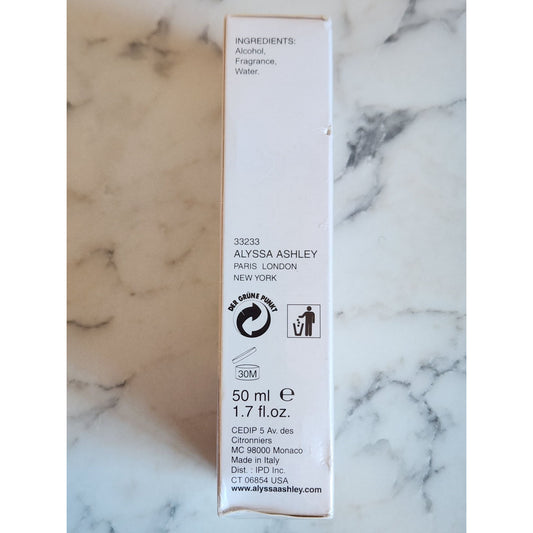 INGREDIENTS:
Alcohol,
Fragrance,
Water.
33233
ALYSSA ASHLEY
PARIS LONDON
NEW YORK
DER GRÜNE PUNKT
30M
50 ml e
1.7 fl.oz.
CEDIP 5 Av. des
Citronniers
MC 98000 Monaco
Made in Italy
Dist. : IPD Inc.
CT 06854 USA
www.alyssaashley.com